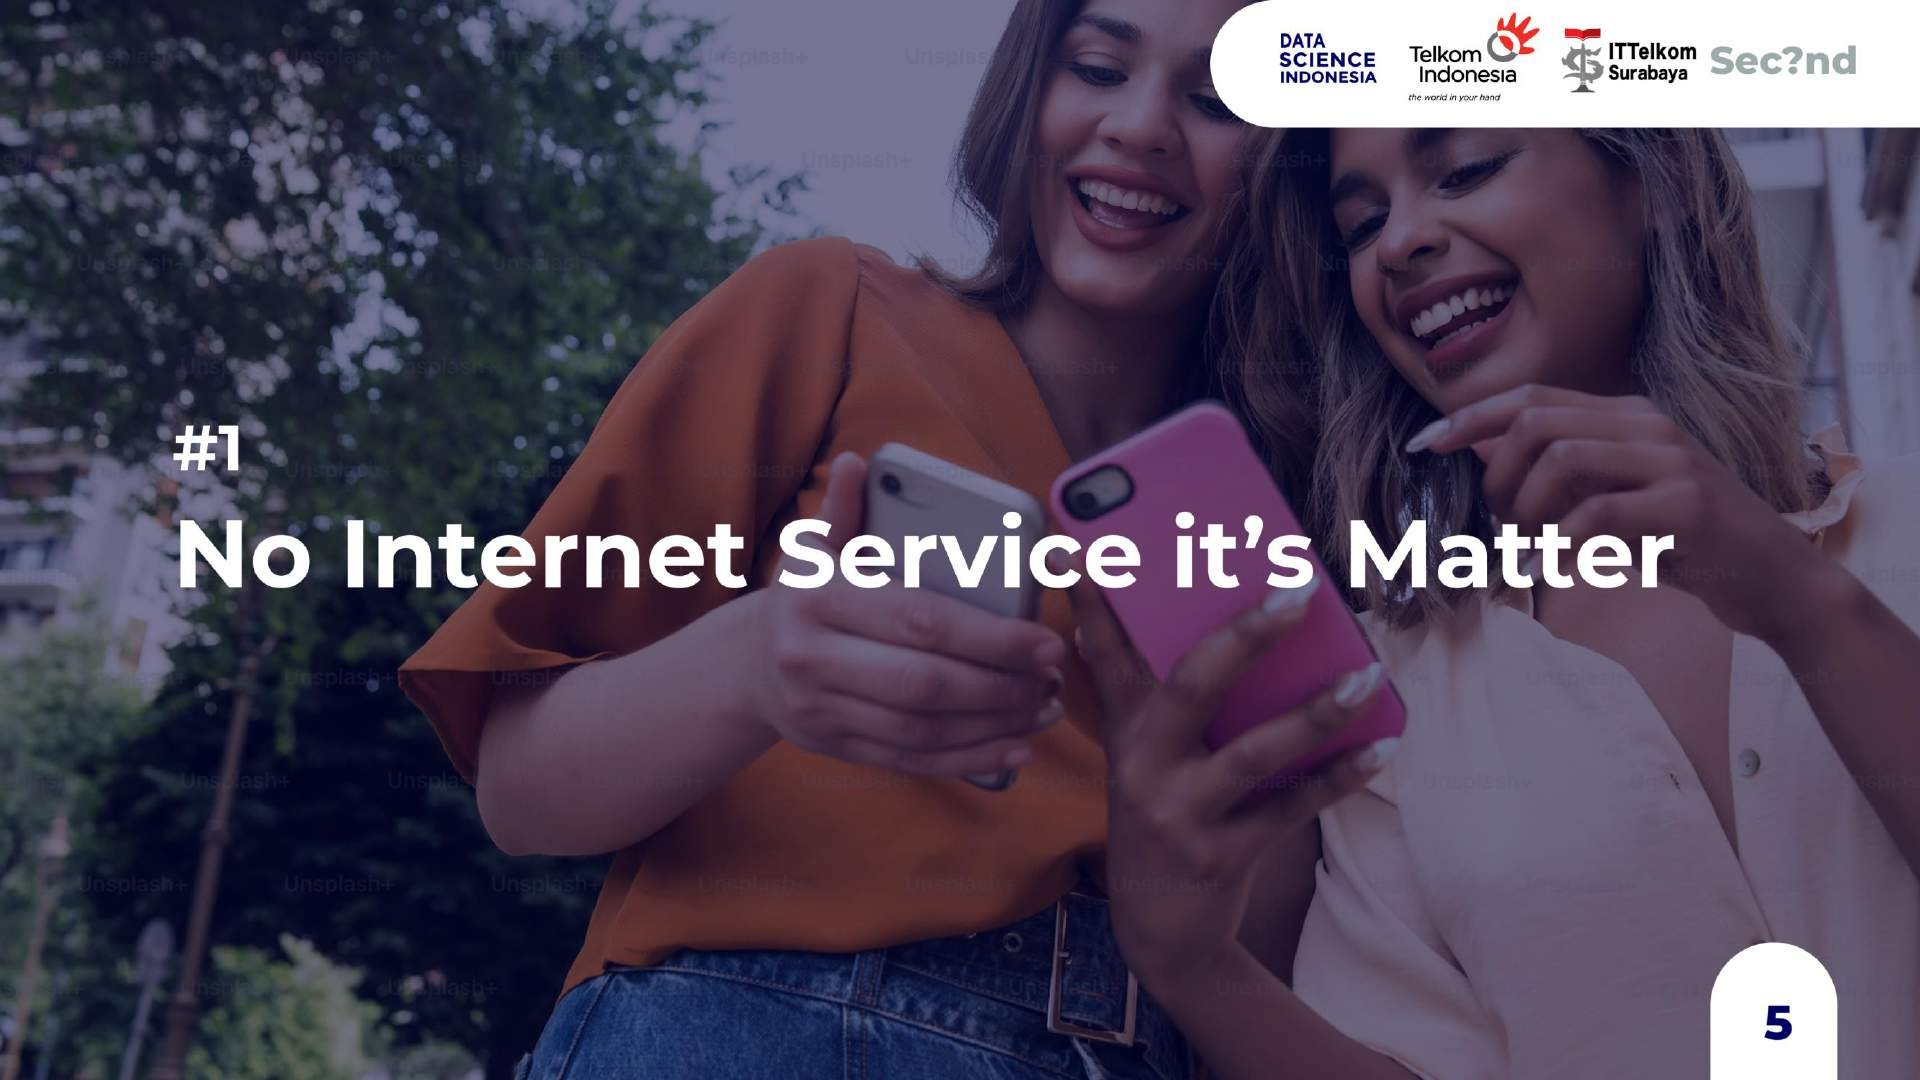 DATA
SCIENCE
INDONESIA
Telkom
Indonesia
the world in your hand
ITTelkom
Surabaya
Sec?nd
#1
No Internet Service it’s Matter
Unsplash+
5